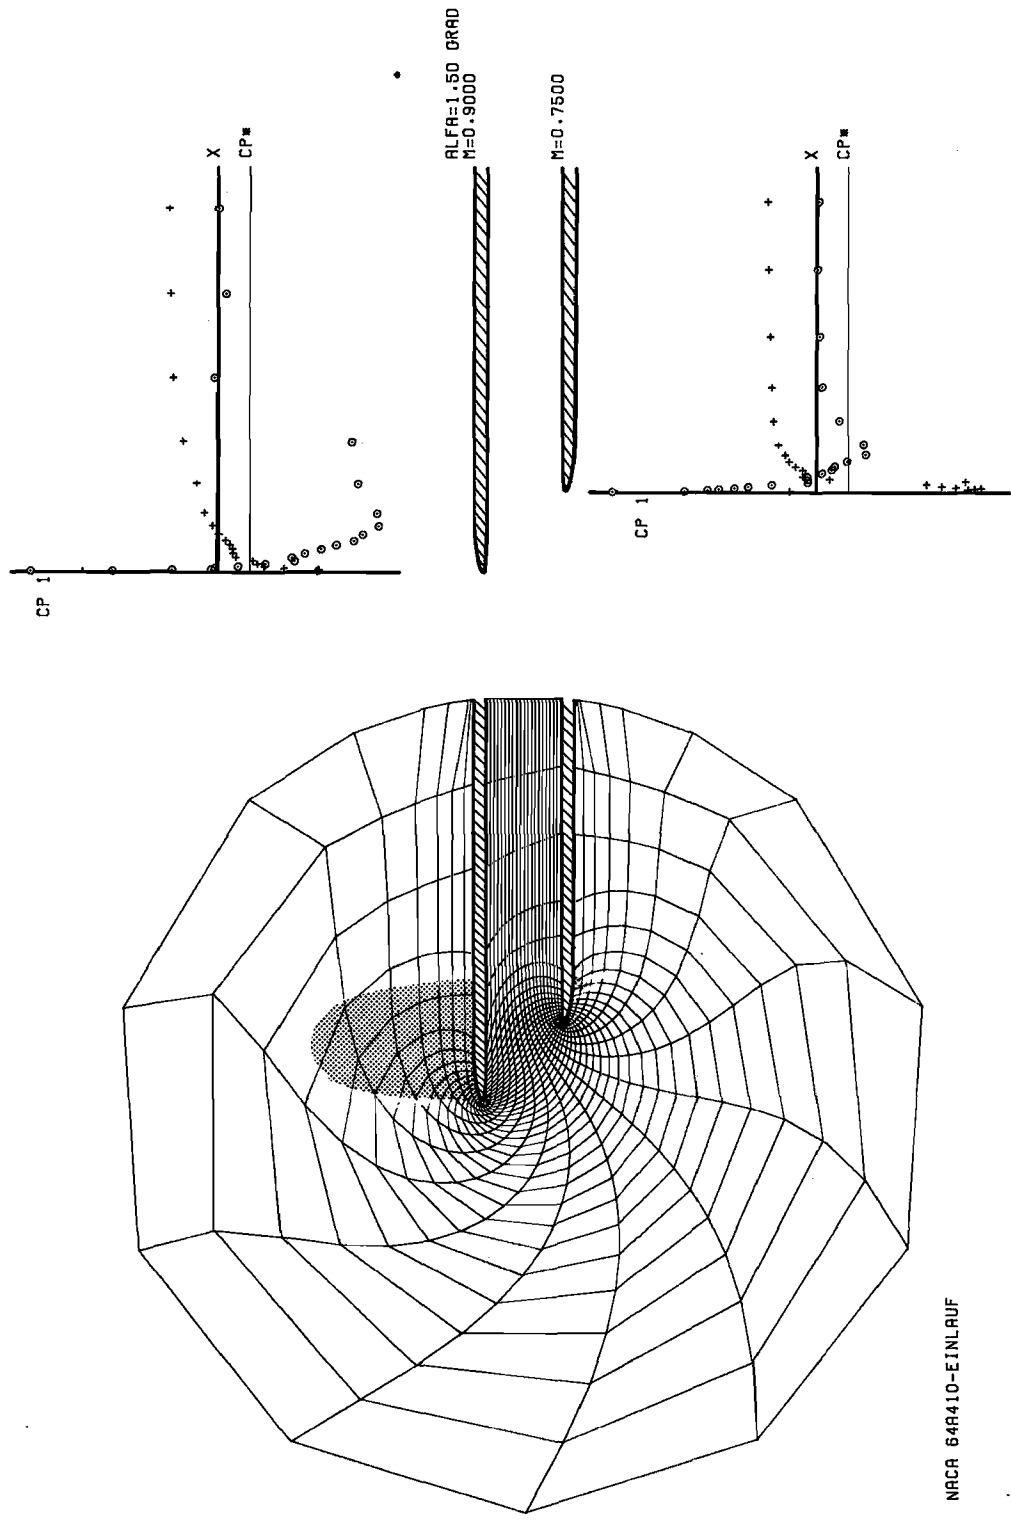 CP 1
X
CP*
ALFA=1.50 GRAD
M=0.9000
M=0.7500
CP 1
X
CP*
NACA 64A410-EINLAUF